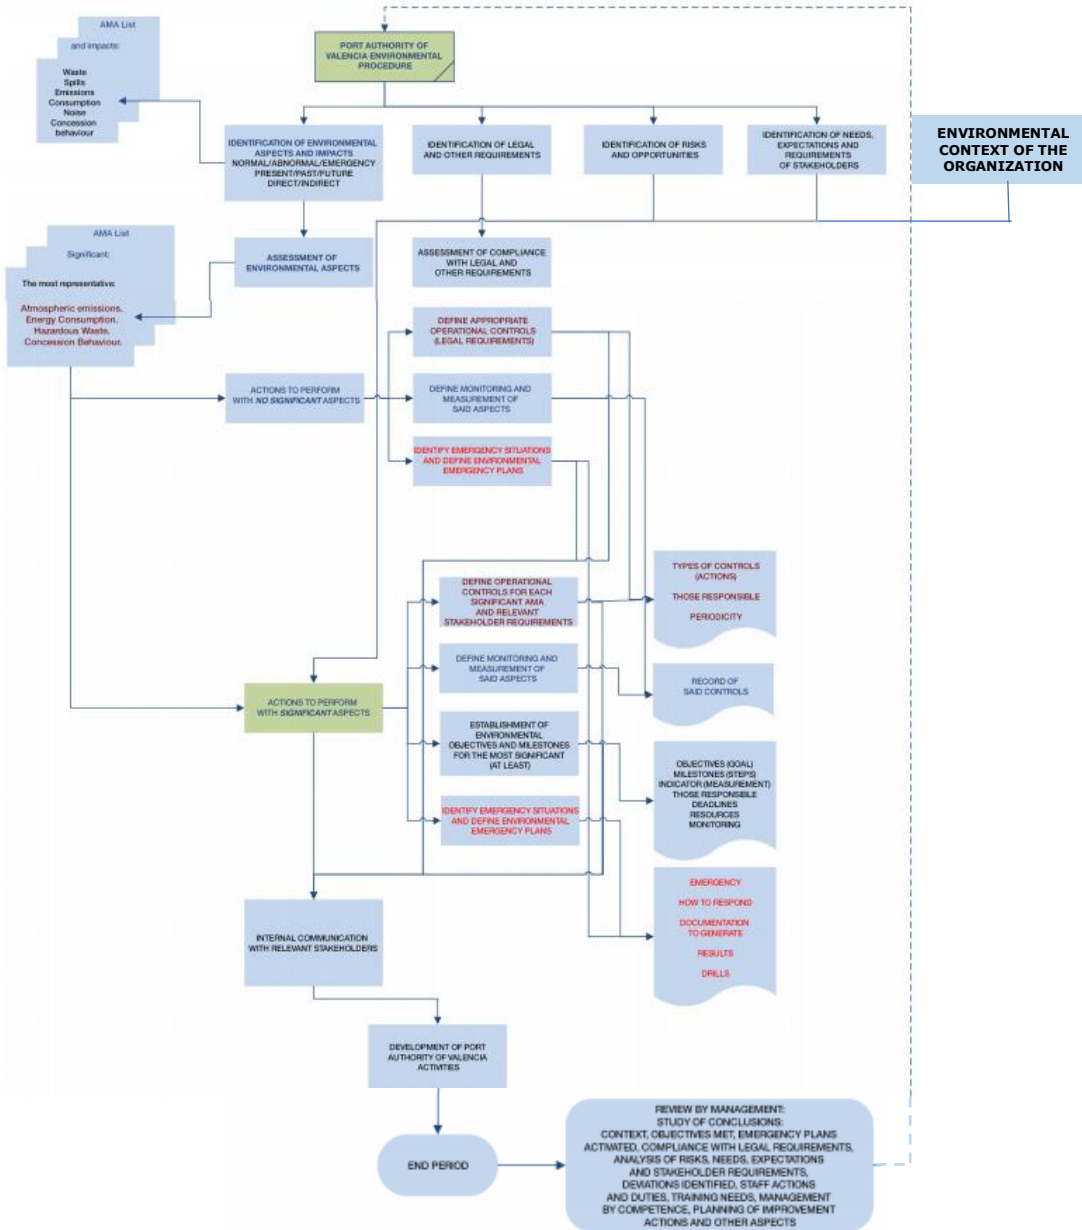 AMA List
and impacts:
Waste
Spills
Emissions
Consumption
Noise
Concession
behaviour
PORT AUTHORITY OF
VALENCIA ENVIRONMENTAL
PROCEDURE
IDENTIFICATION OF ENVIRONMENTAL
ASPECTS AND IMPACTS
NORMAL/ABNORMAL/EMERGENCY
PRESENT/PAST/FUTURE
DIRECT/INDIRECT
IDENTIFICATION OF LEGAL
AND OTHER REQUIREMENTS
IDENTIFICATION OF RISKS
AND OPPORTUNITIES
IDENTIFICATION OF NEEDS,
EXPECTATIONS AND
REQUIREMENTS
OF STAKEHOLDERS
ENVIRONMENTAL
CONTEXT OF THE
ORGANIZATION
AMA List
Significant:
The most representative:
Atmospheric emissions.
Energy Consumption.
Hazardous Waste.
Concession Behaviour.
ASSESSMENT OF
ENVIRONMENTAL ASPECTS
ASSESSMENT OF COMPLIANCE
WITH LEGAL AND
OTHER REQUIREMENTS
DEFINE APPROPRIATE
OPERATIONAL CONTROLS
(LEGAL REQUIREMENTS)
ACTIONS TO PERFORM
WITH NO SIGNIFICANT ASPECTS
DEFINE MONITORING AND
MEASUREMENT OF
SAID ASPECTS
IDENTIFY EMERGENCY SITUATIONS
AND DEFINE ENVIRONMENTAL
EMERGENCY PLANS
DEFINE OPERATIONAL
CONTROLS FOR EACH
SIGNIFICANT AMA
AND RELEVANT
STAKEHOLDER REQUIREMENTS
TYPES OF CONTROLS
(ACTIONS)
THOSE RESPONSIBLE
PERIODICITY
DEFINE MONITORING AND
MEASUREMENT OF
SAID ASPECTS
RECORD OF
SAID CONTROLS
ACTIONS TO PERFORM
WITH SIGNIFICANT ASPECTS
ESTABLISHMENT OF
ENVIRONMENTAL
OBJECTIVES AND MILESTONES
FOR THE MOST SIGNIFICANT
(AT LEAST)
OBJECTIVES (GOAL)
MILESTONES (STEPS)
INDICATOR (MEASUREMENT)
THOSE RESPONSIBLE
DEADLINES
RESOURCES
MONITORING
IDENTIFY EMERGENCY SITUATIONS
AND DEFINE ENVIRONMENTAL
EMERGENCY PLANS
EMERGENCY
HOW TO RESPOND
DOCUMENTATION
TO GENERATE
RESULTS
DRILLS
INTERNAL COMMUNICATION
WITH RELEVANT STAKEHOLDERS
DEVELOPMENT OF PORT
AUTHORITY OF VALENCIA
ACTIVITIES
END PERIOD
REVIEW BY MANAGEMENT:
STUDY OF CONCLUSIONS:
CONTEXT, OBJECTIVES MET, EMERGENCY PLANS
ACTIVATED, COMPLIANCE WITH LEGAL REQUIREMENTS,
ANALYSIS OF RISKS, NEEDS, EXPECTATIONS
AND STAKEHOLDER REQUIREMENTS,
DEVIATIONS IDENTIFIED, STAFF ACTIONS
AND DUTIES, TRAINING NEEDS, MANAGEMENT
BY COMPETENCE, PLANNING OF IMPROVEMENT
ACTIONS AND OTHER ASPECTS